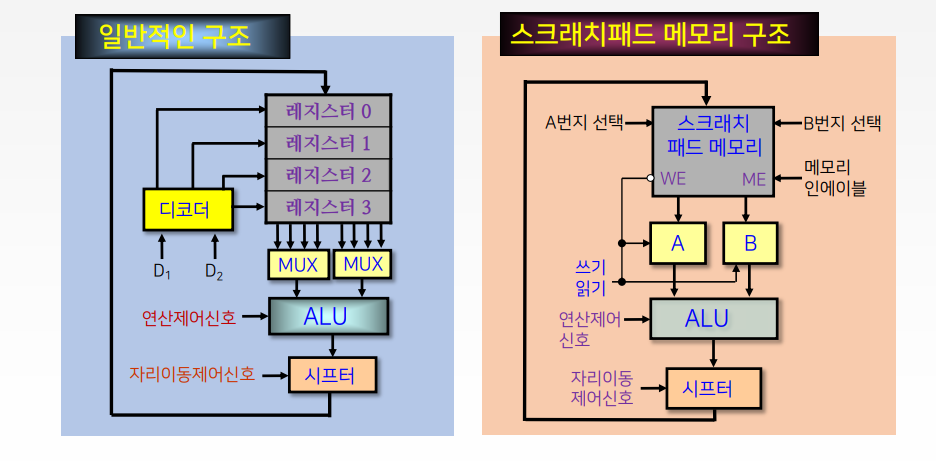 일반적인 구조
레지스터 0
레지스터 1
레지스터 2
레지스터 3
디코더
D1
D2
MUX
MUX
연산제어신호
ALU
자리이동제어신호
시프터
스크래치패드 메모리 구조
A번지 선택
스크래치
패드 메모리
B번지 선택
메모리
인에이블
WE
ME
A
B
쓰기
읽기
연산제어
신호
ALU
자리이동
제어신호
시프터